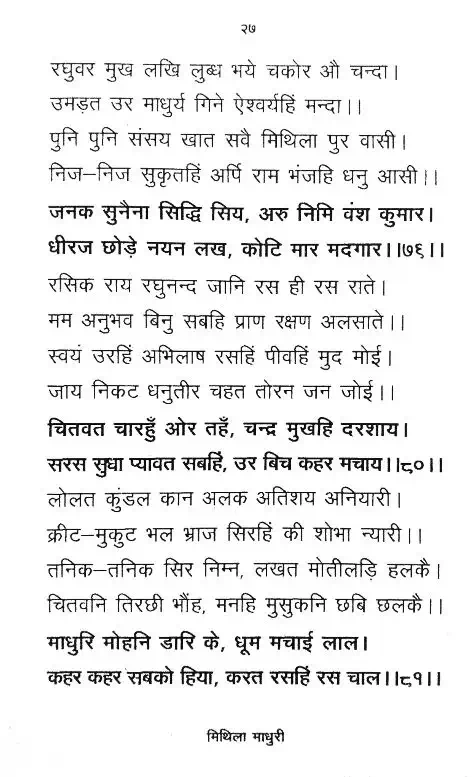 २७
रघुवर मुख लखि लुब्ध भये चकोर औ चन्दा।
उमड़त उर माधुर्य गिने ऐश्वर्यहिं मन्दा।।
पुनि पुनि संसय खात सवै मिथिला पुर वासी।
निज–निज सुकृतहिं अर्पि राम भंजहि धनु आसी।।
जनक सुनैना सिद्धि सिय, अरु निमि वंश कुमार।
धीरज छोड़े नयन लख, कोटि मार मदगार।।७९।।
रसिक राय रघुनन्द जानि रस ही रस राते।
मम अनुभव बिनु सबहि प्राण रक्षण अलसाते।।
स्वयं उरहिं अभिलाष रसहिं पीवहिं मुद मोई।
जाय निकट धनुतीर चहत तोरन जन जोई।।
चितवत चारहुँ ओर तहँ, चन्द्र मुखहि दरशाय।
सरस सुधा प्यावत सबहिं, उर बिच कहर मचाय।।८०।।
लोलत कुंडल कान अलक अतिशय अनियारी।
क्रीट–मुकुट भल भ्राज सिरहिं की शोभा न्यारी।।
तनिक–तनिक सिर निम्न, लखत मोतीलड़ि हलकै।
चितवनि तिरछी भौंह, मनहि मुसुकनि छबि छलकै।।
माधुरि मोहनि डारि के, धूम मचाई लाल।
कहर कहर सबको हिया, करत रसहिं रस चाल।।८१।।
मिथिला माधुरी